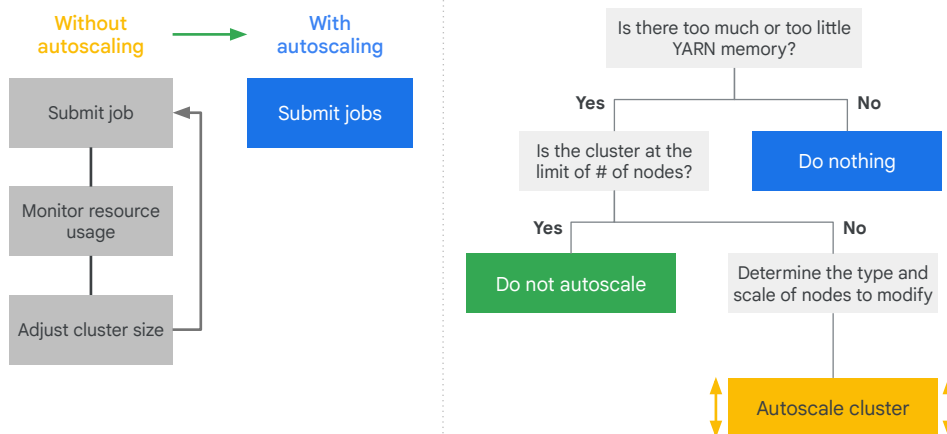 Without
autoscaling
With
autoscaling
Submit job
Submit jobs
Monitor resource
usage
Adjust cluster size
Is there too much or too little
YARN memory?
Yes
No
Is the cluster at the
limit of # of nodes?
Do nothing
Yes
No
Do not autoscale
Determine the type and
scale of nodes to modify
Autoscale cluster